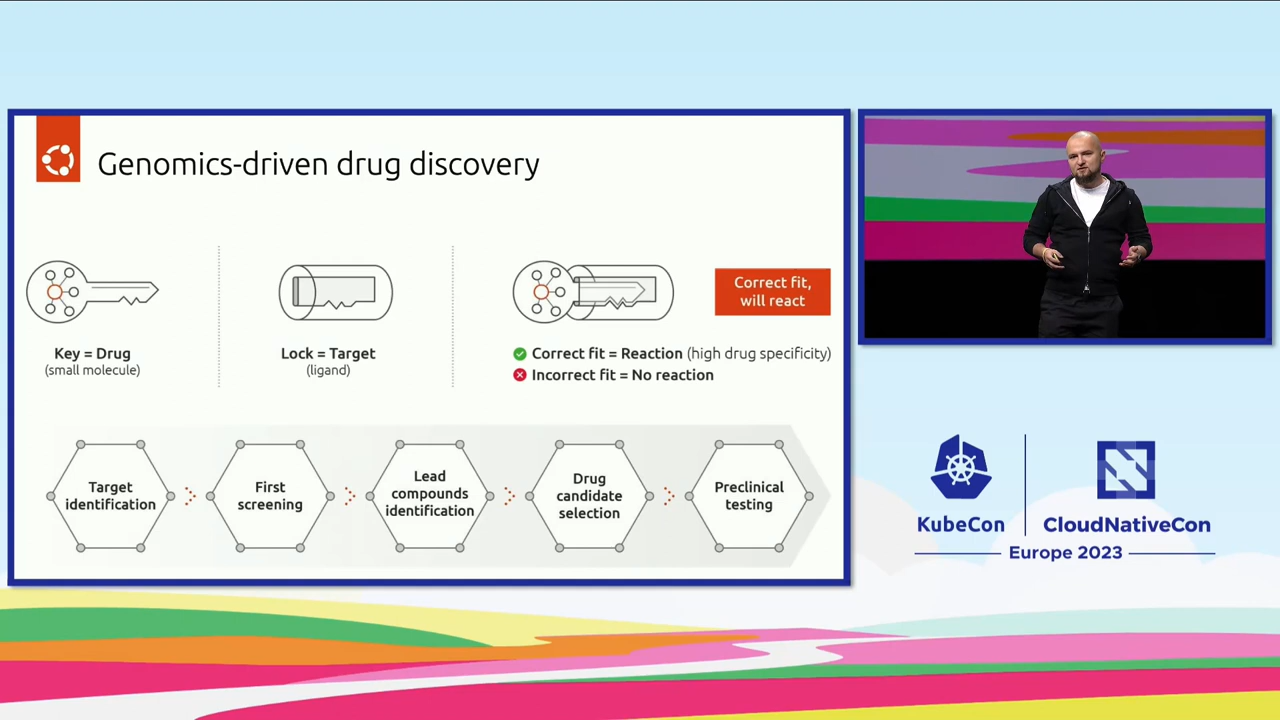 Genomics-driven drug discovery
Key = Drug
(small molecule)
Lock = Target
(ligand)
Correct fit,
will react
Correct fit = Reaction (high drug specificity)
Incorrect fit = No reaction
Target
identification
First
screening
Lead
compounds
identification
Drug
candidate
selection
Preclinical
testing
KubeCon
CloudNativeCon
Europe 2023